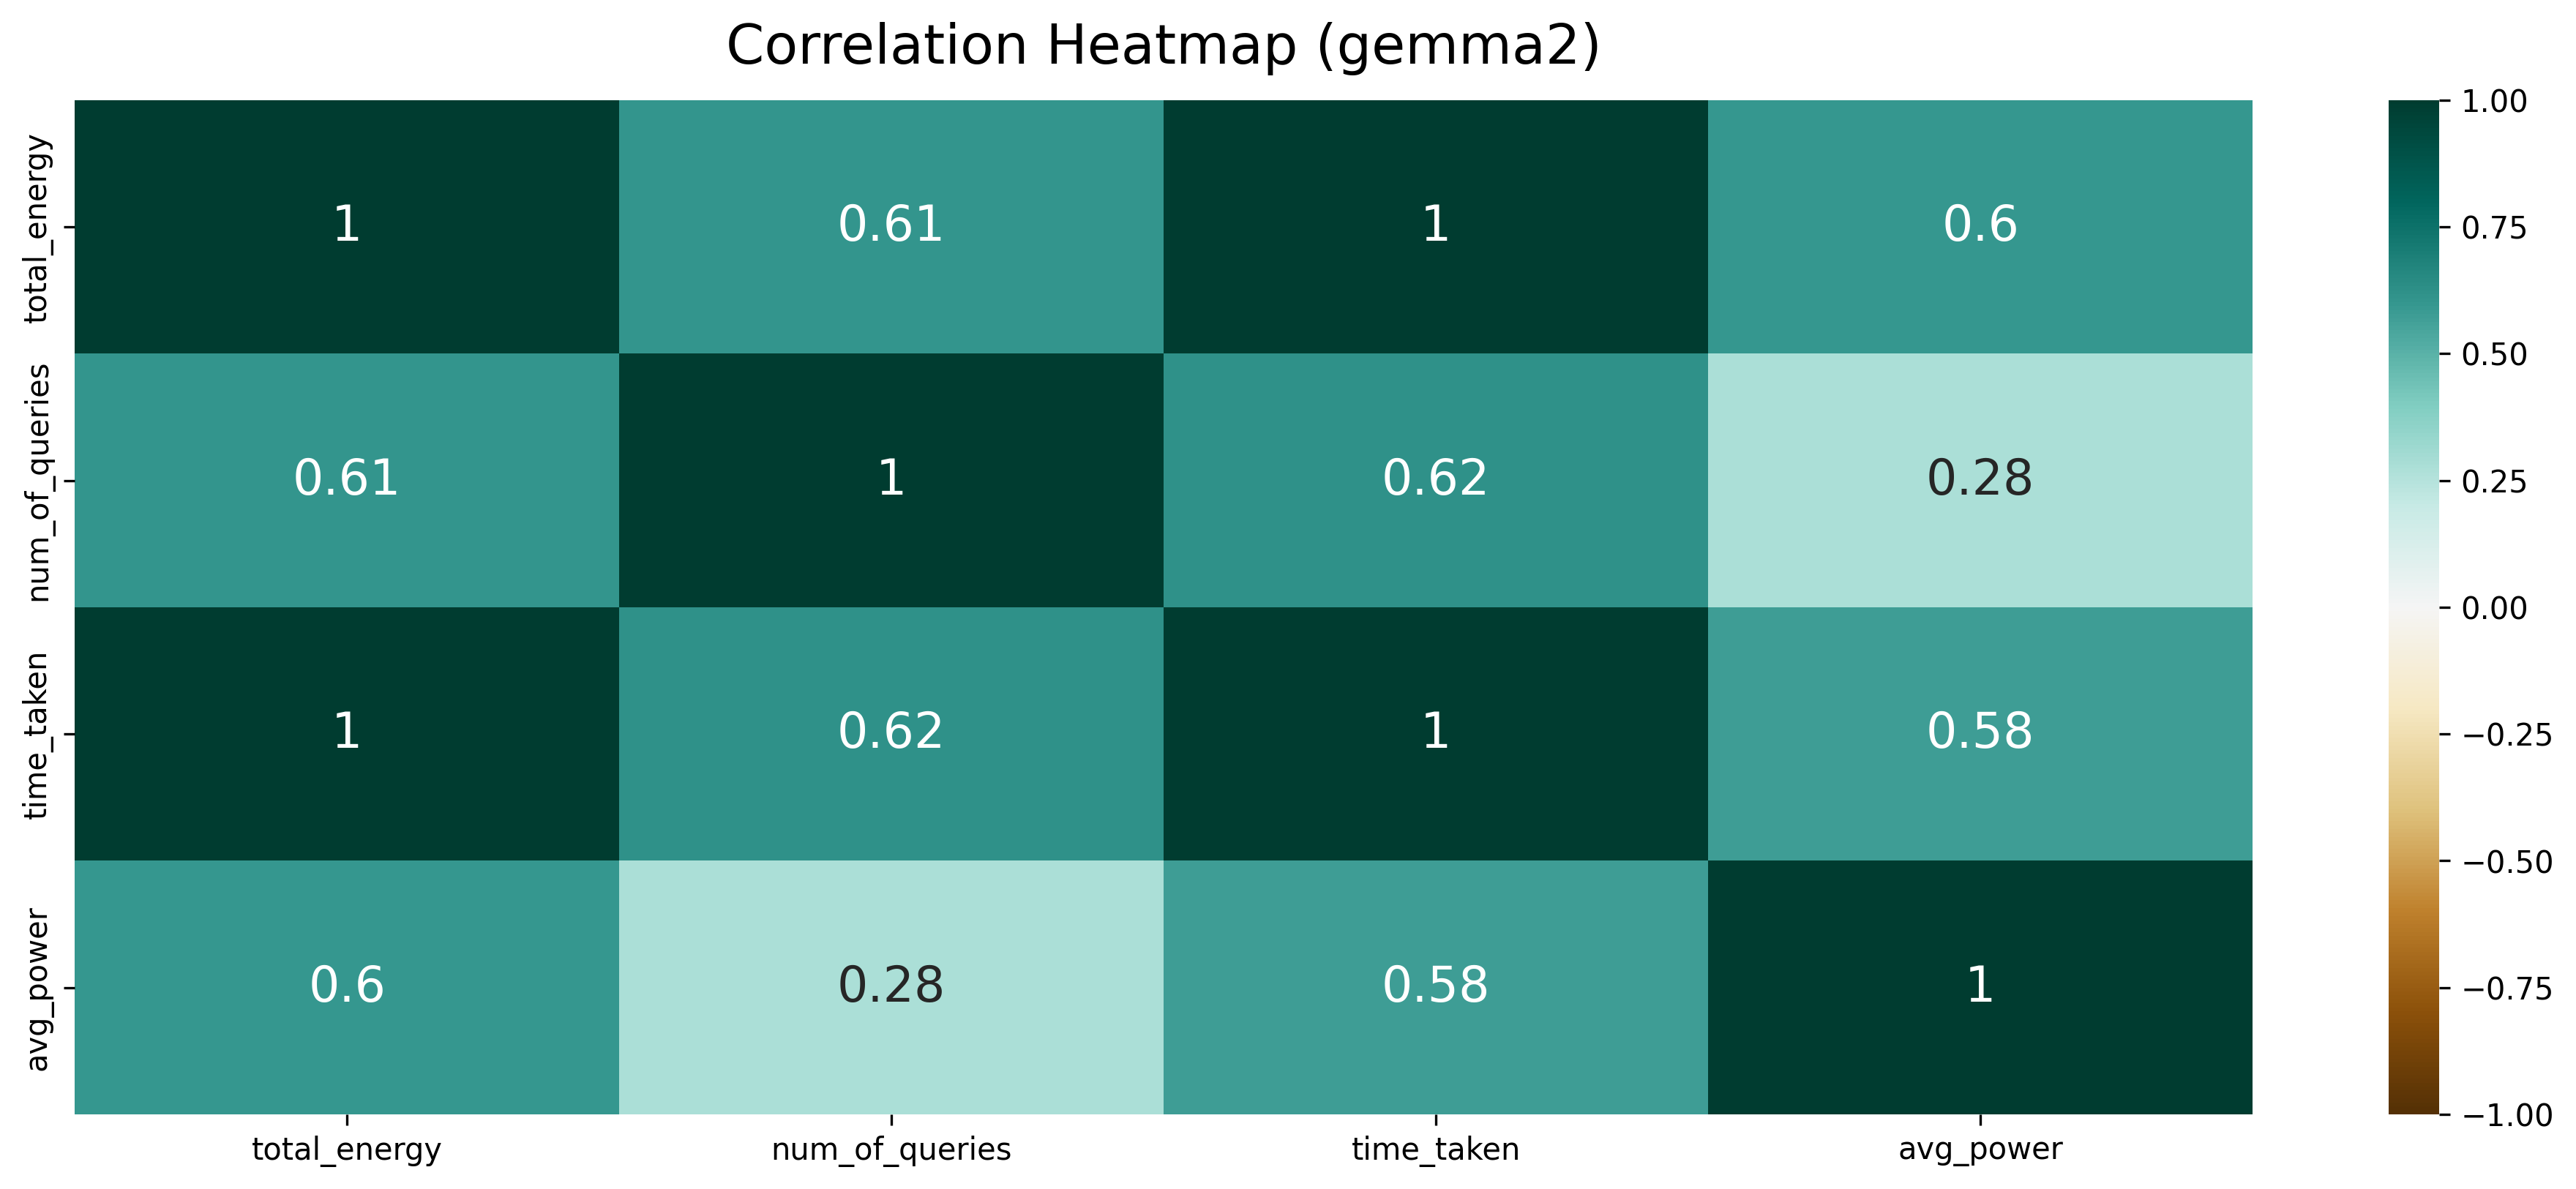 Correlation Heatmap (gemma2)
total_energy
1
0.61
1
0.6
num_of_queries
0.61
1
0.62
0.28
time_taken
1
0.62
1
0.58
avg_power
0.6
0.28
0.58
1
total_energy
num_of_queries
time_taken
avg_power
1.00
0.75
0.50
0.25
0.00
−0.25
−0.50
−0.75
−1.00